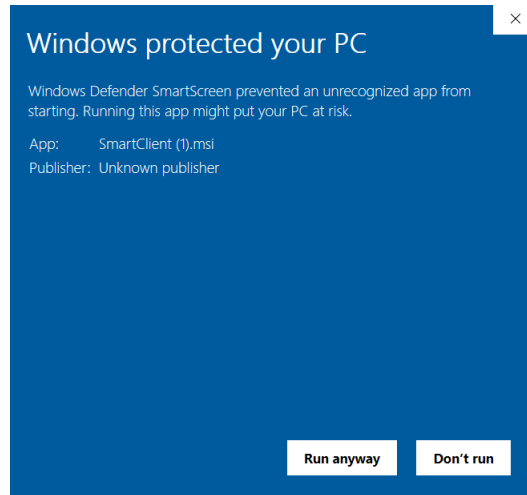 Windows protected your PC
Windows Defender SmartScreen prevented an unrecognized app from
starting. Running this app might put your PC at risk.
App: SmartClient (1).msi
Publisher: Unknown publisher
Run anyway Don't run